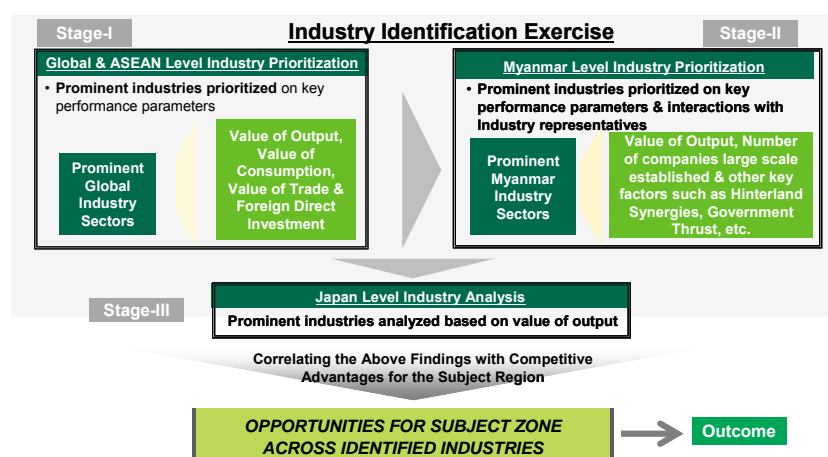 Industry Identification Exercise
Stage-I
Stage-II
Global & ASEAN Level Industry Prioritization
• Prominent industries prioritized on key
performance parameters
Prominent
Global
Industry
Sectors
Value of Output,
Value of
Consumption,
Value of Trade &
Foreign Direct
Investment
Myanmar Level Industry Prioritization
• Prominent industries prioritized on key
performance parameters & interactions with
Industry representatives
Prominent
Myanmar
Industry
Sectors
Value of Output, Number
of companies large scale
established & other key
factors such as Hinterland
Synergies, Government
Thrust, etc.
Stage-III
Japan Level Industry Analysis
Prominent industries analyzed based on value of output
Correlating the Above Findings with Competitive
Advantages for the Subject Region
OPPORTUNITIES FOR SUBJECT ZONE
ACROSS IDENTIFIED INDUSTRIES
Outcome